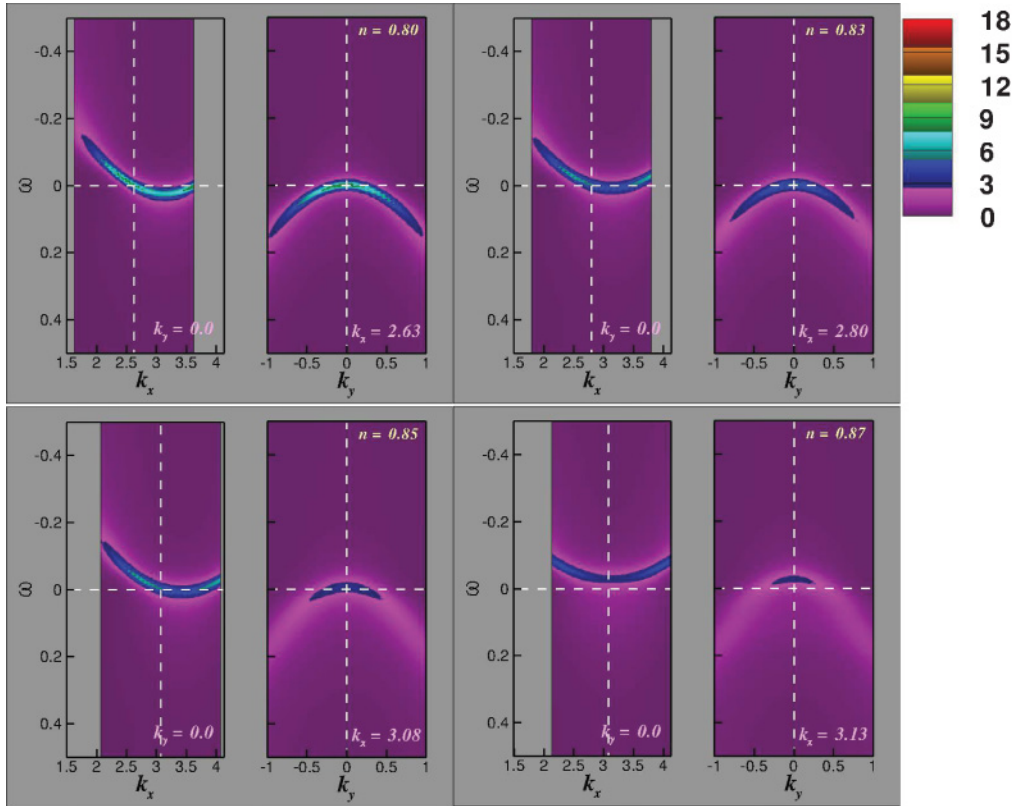 n = 0.80
n = 0.83
18
15
12
9
6
3
0
-0.4
-0.2
0
0.2
0.4
ω
k_y = 0.0
k_x = 2.63
1.5 2 2.5 3 3.5 4
-1 -0.5 0 0.5 1
k_x
k_y
-0.4
-0.2
0
0.2
0.4
ω
k_y = 0.0
k_x = 2.80
1.5 2 2.5 3 3.5 4
-1 -0.5 0 0.5 1
k_x
k_y
n = 0.85
n = 0.87
-0.4
-0.2
0
0.2
0.4
ω
k_y = 0.0
k_x = 3.08
1.5 2 2.5 3 3.5 4
-1 -0.5 0 0.5 1
k_x
k_y
-0.4
-0.2
0
0.2
0.4
ω
k_y = 0.0
k_x = 3.13
1.5 2 2.5 3 3.5 4
-1 -0.5 0 0.5 1
k_x
k_y